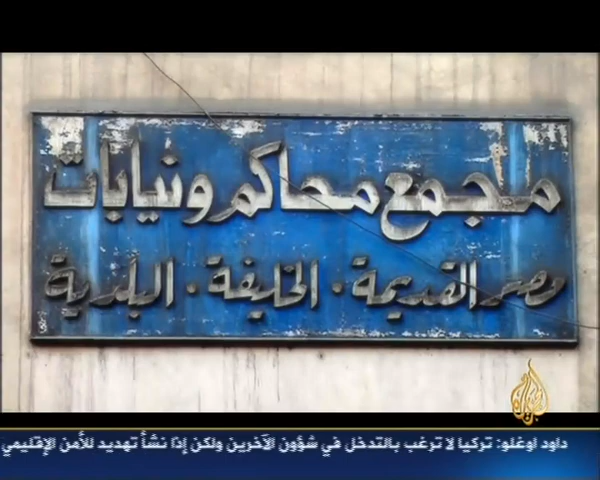 مجمع محاكم ونيابات
مصر القديمة . الخليفة . البلدية
داود اوغلو: تركيا لا ترغب بالتدخل في شؤون الآخرين ولكن إذا نشأ تهديد للأمن الإقليمي